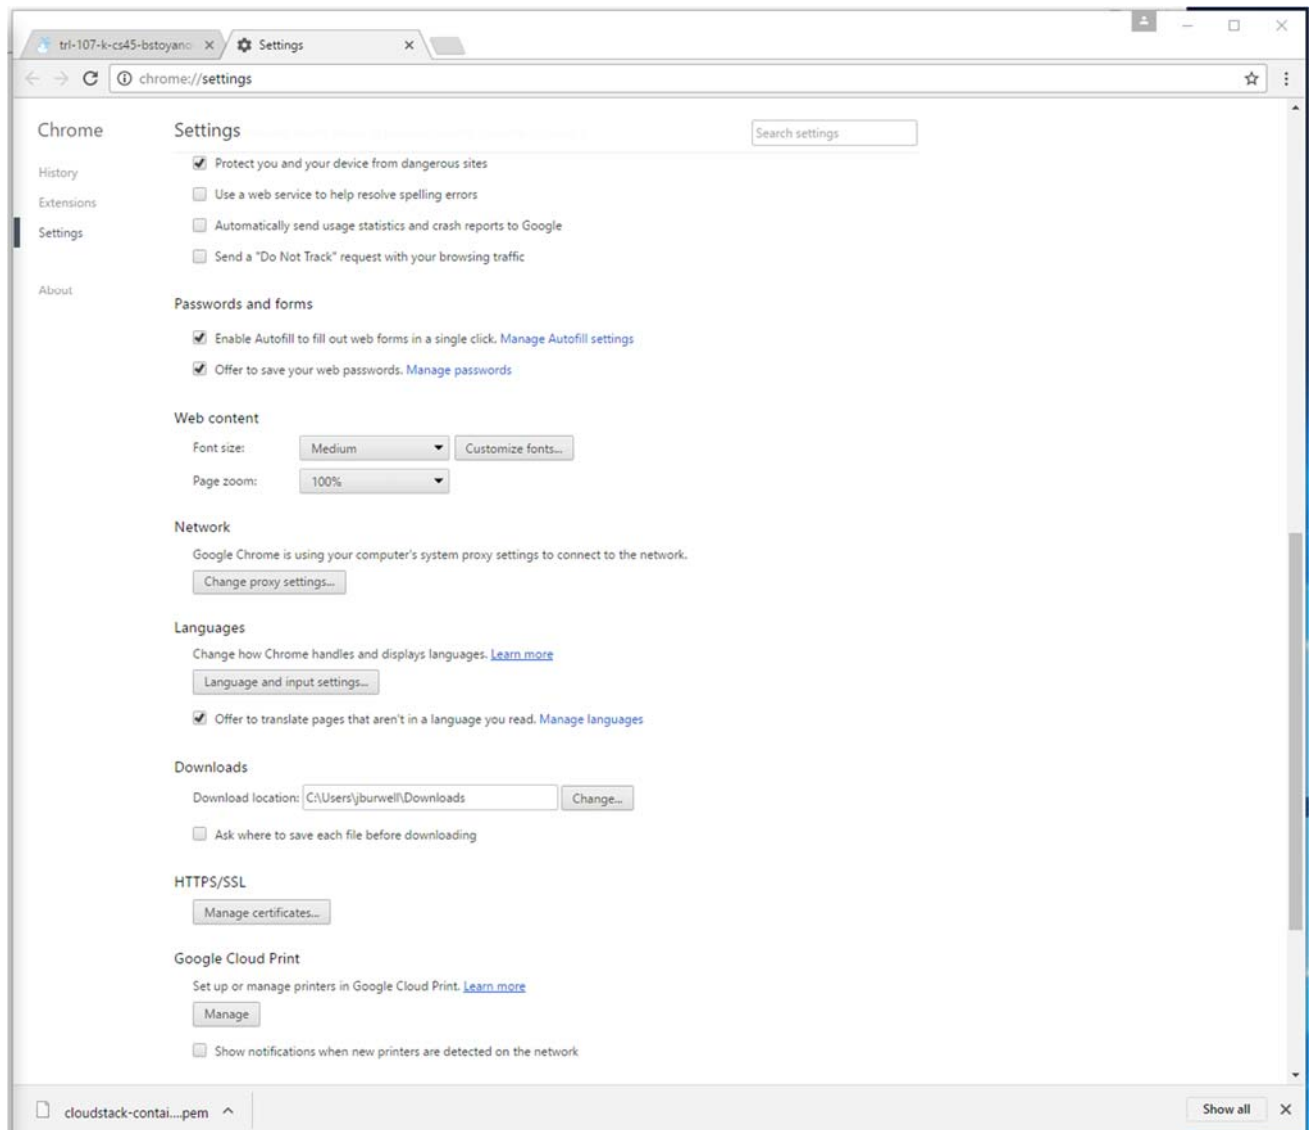 trl-107-k-cs45-bstoyano
Settings
chrome://settings
Chrome
Settings
Search settings
History
Extensions
Settings
About
Protect you and your device from dangerous sites
Use a web service to help resolve spelling errors
Automatically send usage statistics and crash reports to Google
Send a "Do Not Track" request with your browsing traffic
Passwords and forms
Enable Autofill to fill out web forms in a single click. Manage Autofill settings
Offer to save your web passwords. Manage passwords
Web content
Font size: Medium Customize fonts...
Page zoom: 100%
Network
Google Chrome is using your computer's system proxy settings to connect to the network.
Change proxy settings...
Languages
Change how Chrome handles and displays languages. Learn more
Language and input settings...
Offer to translate pages that aren't in a language you read. Manage languages
Downloads
Download location: C:\Users\jburwell\Downloads Change...
Ask where to save each file before downloading
HTTPS/SSL
Manage certificates...
Google Cloud Print
Set up or manage printers in Google Cloud Print. Learn more
Manage
Show notifications when new printers are detected on the network
cloudstack-contai....pem
Show all